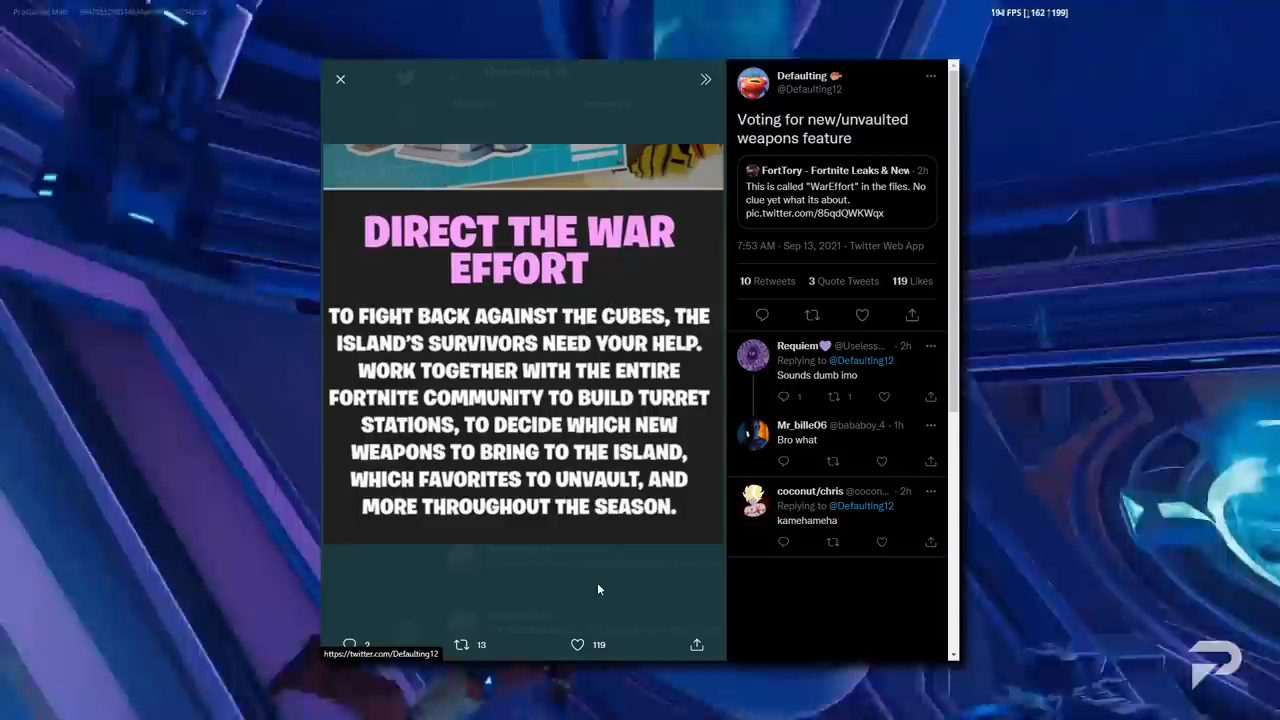 194 FPS [↓162 ↑199]
DIRECT THE WAR
EFFORT
TO FIGHT BACK AGAINST THE CUBES, THE
ISLAND'S SURVIVORS NEED YOUR HELP.
WORK TOGETHER WITH THE ENTIRE
FORTNITE COMMUNITY TO BUILD TURRET
STATIONS, TO DECIDE WHICH NEW
WEAPONS TO BRING TO THE ISLAND,
WHICH FAVORITES TO UNVAULT, AND
MORE THROUGHOUT THE SEASON.
2 13 119
https://twitter.com/Defaulting12
Defaulting
@Defaulting12
Voting for new/unvaulted
weapons feature
FortTory - Fortnite Leaks & New · 2h
This is called "WarEffort" in the files. No
clue yet what its about.
pic.twitter.com/85qdQWKWqx
7:53 AM · Sep 13, 2021 · Twitter Web App
10 Retweets 3 Quote Tweets 119 Likes
Requiem💜 @Useless... · 2h
Replying to @Defaulting12
Sounds dumb imo
1 1
Mr_bille06 @bababoy_4 · 1h
Bro what
coconut/chris @cocon... · 2h
Replying to @Defaulting12
kamehameha